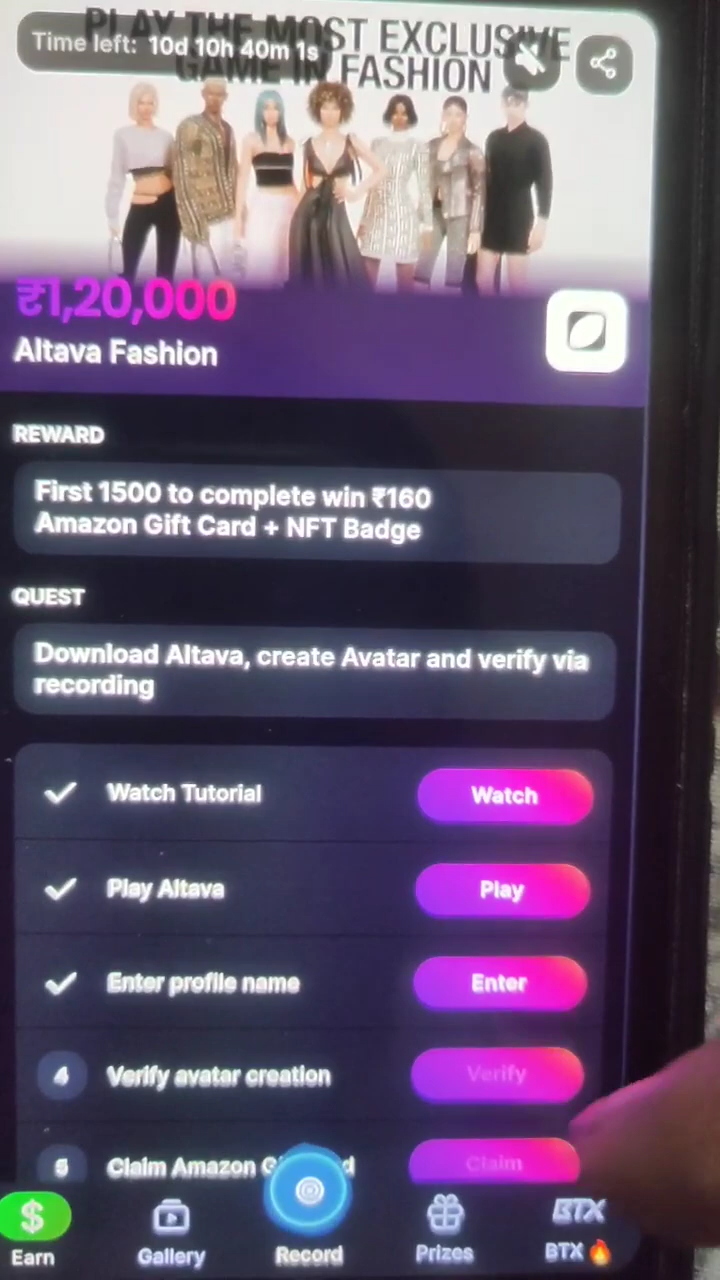 PLAY THE MOST EXCLUSIVE
Time left: 10d 10h 40m 1s
GAME IN FASHION
₹1,20,000
Altava Fashion
REWARD
First 1500 to complete win ₹160
Amazon Gift Card + NFT Badge
QUEST
Download Altava, create Avatar and verify via
recording
Watch Tutorial Watch
Play Altava Play
Enter profile name Enter
4 Verify avatar creation Verify
5 Claim Amazon Claim
$ BTX
Earn Gallery Record Prizes BTX 🔥